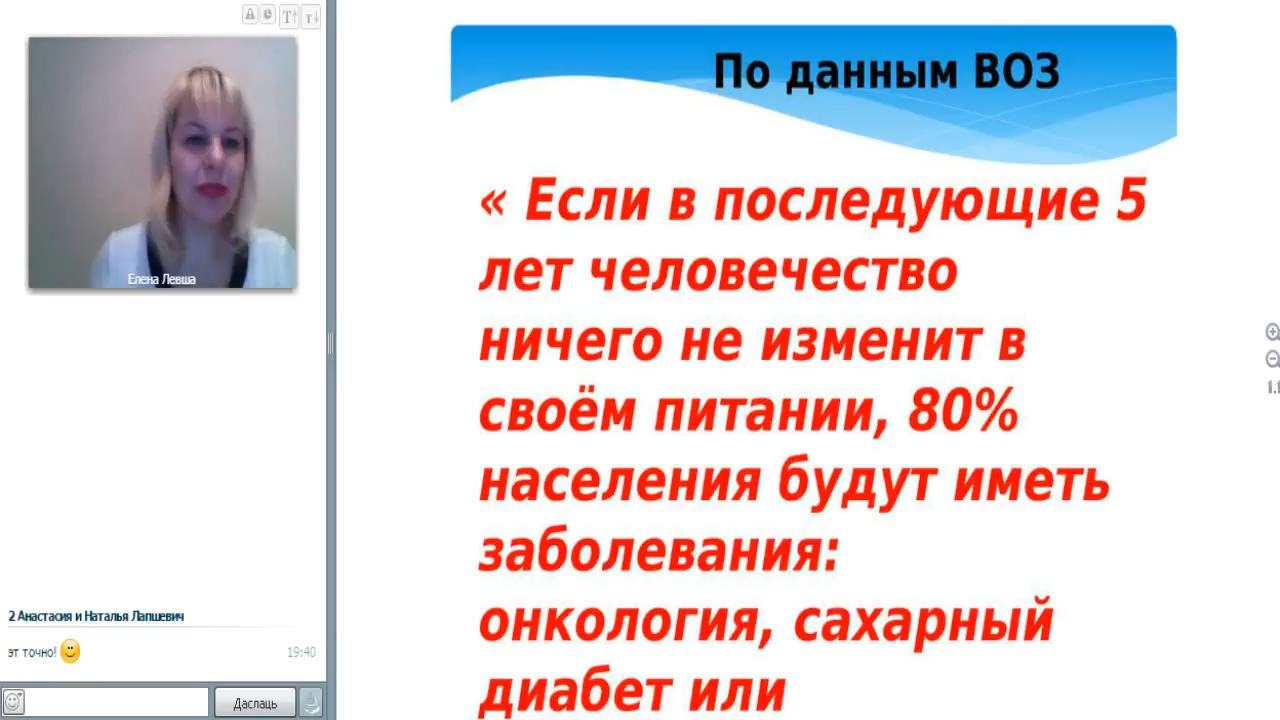 Елена Левша
2 Анастасия и Наталья Лапшевич
эт точно!
19:40
Даслаць
По данным ВОЗ
« Если в последующие 5
лет человечество
ничего не изменит в
своём питании, 80%
населения будут иметь
заболевания:
онкология, сахарный
диабет или